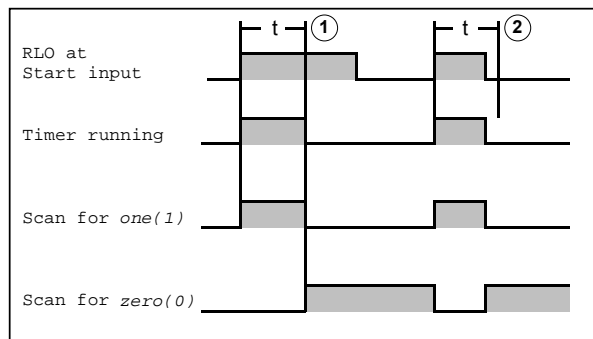 t ① t ②
RLO at
Start input
Timer running
Scan for one(1)
Scan for zero(0)